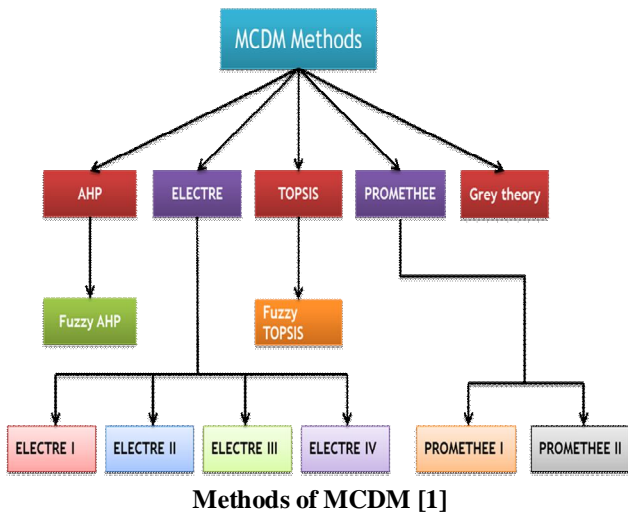 MCDM Methods
AHP
ELECTRE
TOPSIS
PROMETHEE
Grey theory
Fuzzy AHP
Fuzzy
TOPSIS
ELECTRE I
ELECTRE II
ELECTRE III
ELECTRE IV
PROMETHEE I
PROMETHEE II
Methods of MCDM [1]